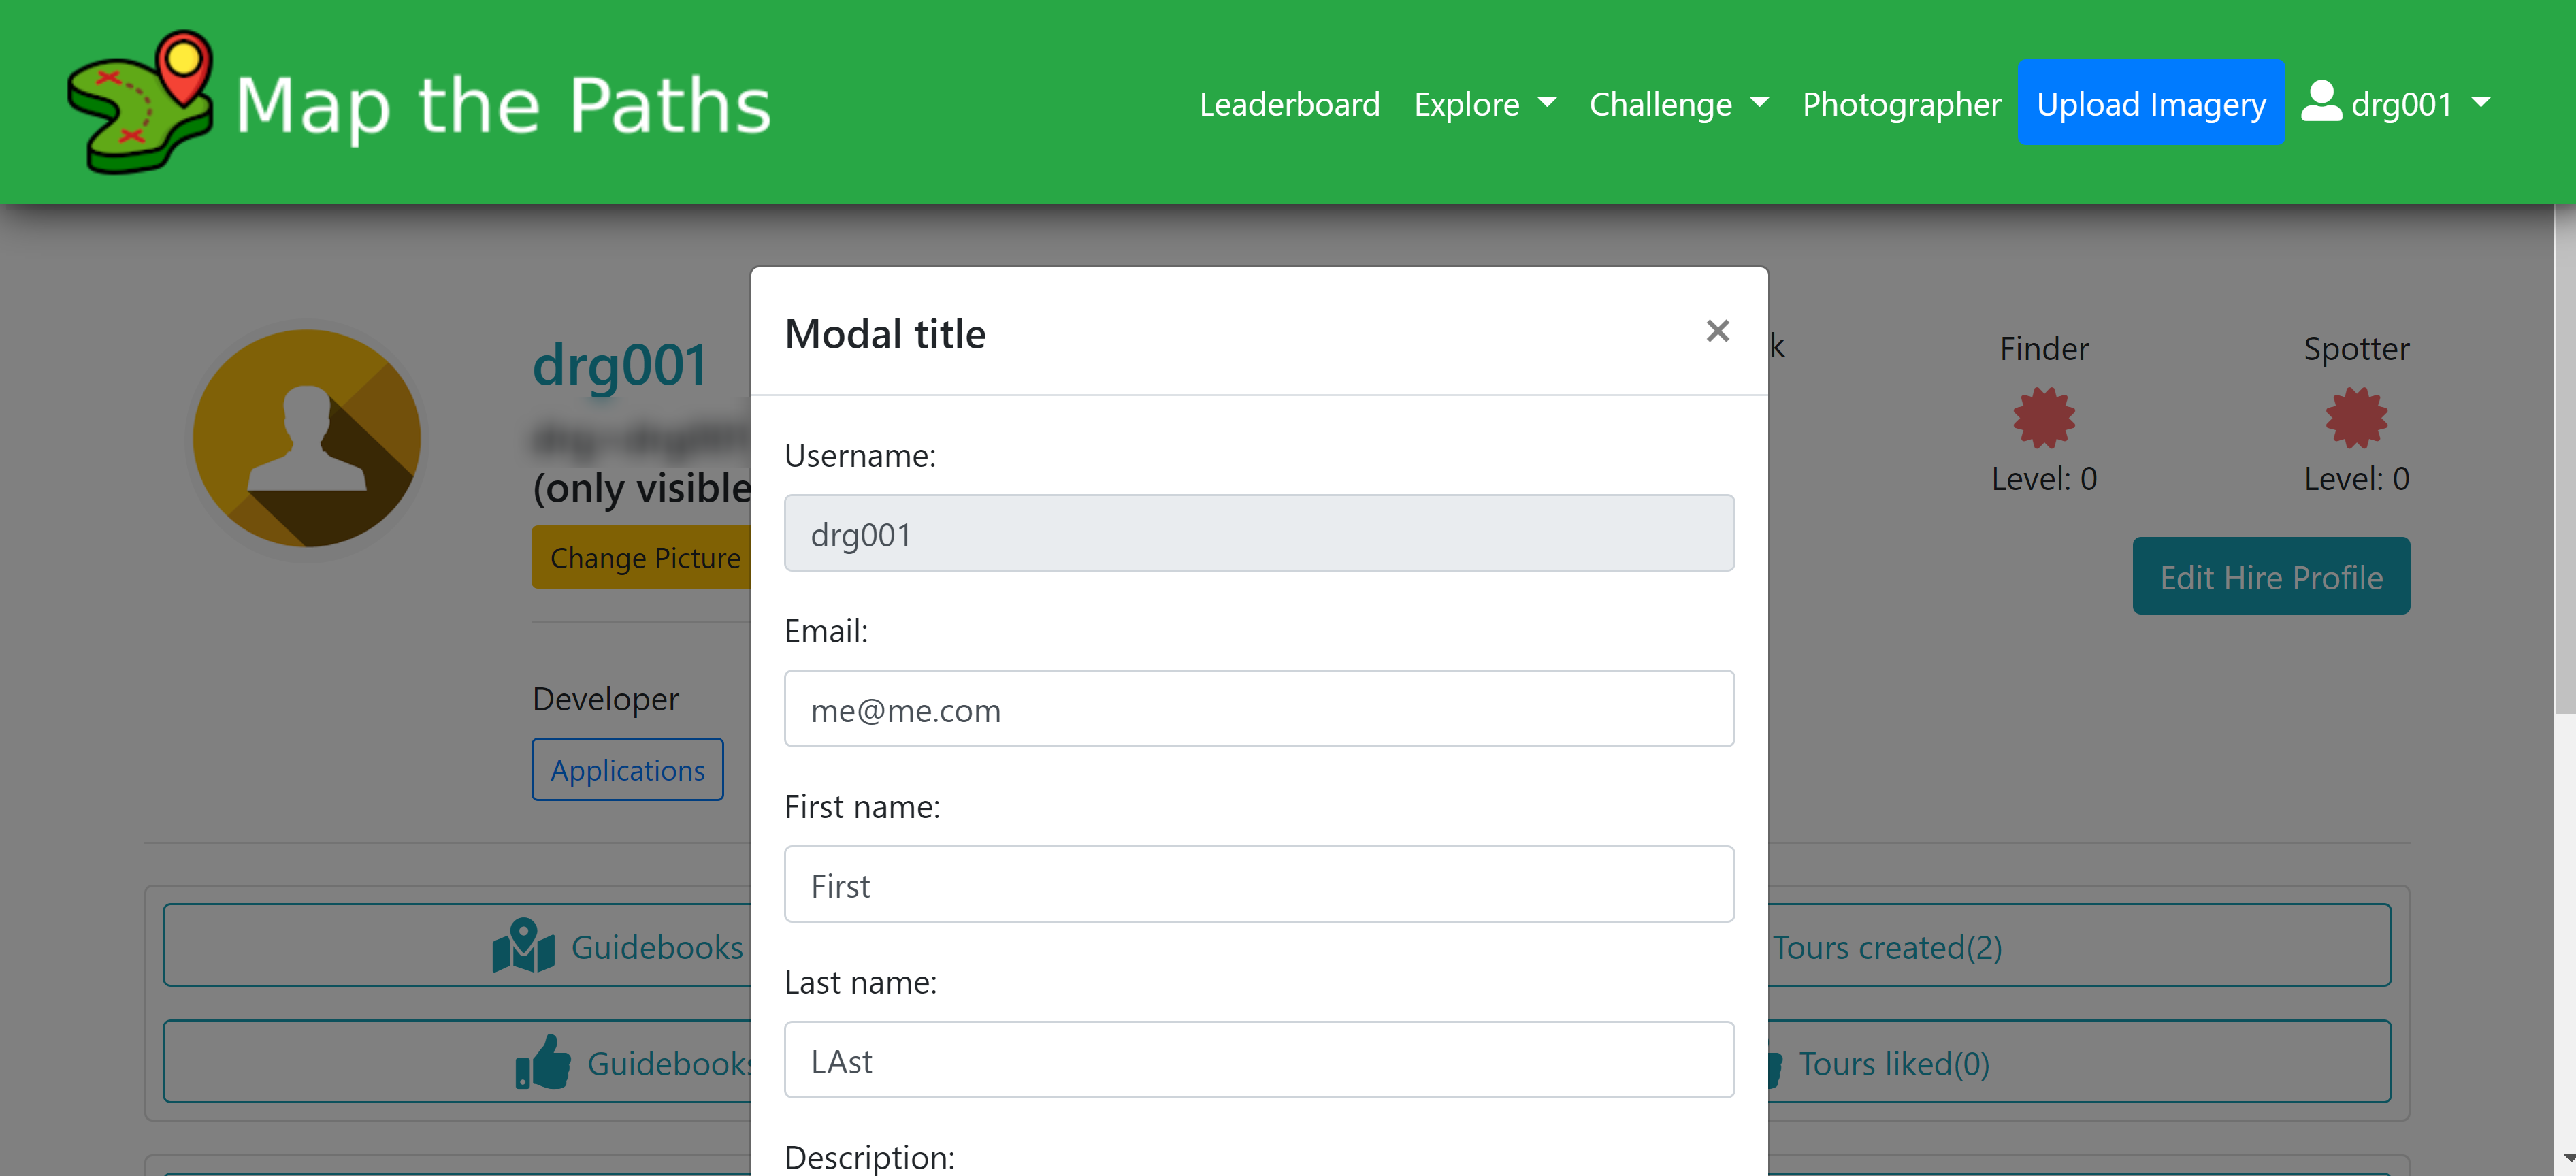 Map the Paths
Leaderboard Explore Challenge Photographer Upload Imagery drg001
drg001
(only visible
Change Picture
Developer
Applications
Finder Spotter
Level: 0 Level: 0
Edit Hire Profile
Modal title
×
Username:
drg001
Email:
me@me.com
First name:
First
Last name:
LAst
Description:
Guidebooks
Tours created(2)
Guidebooks
Tours liked(0)